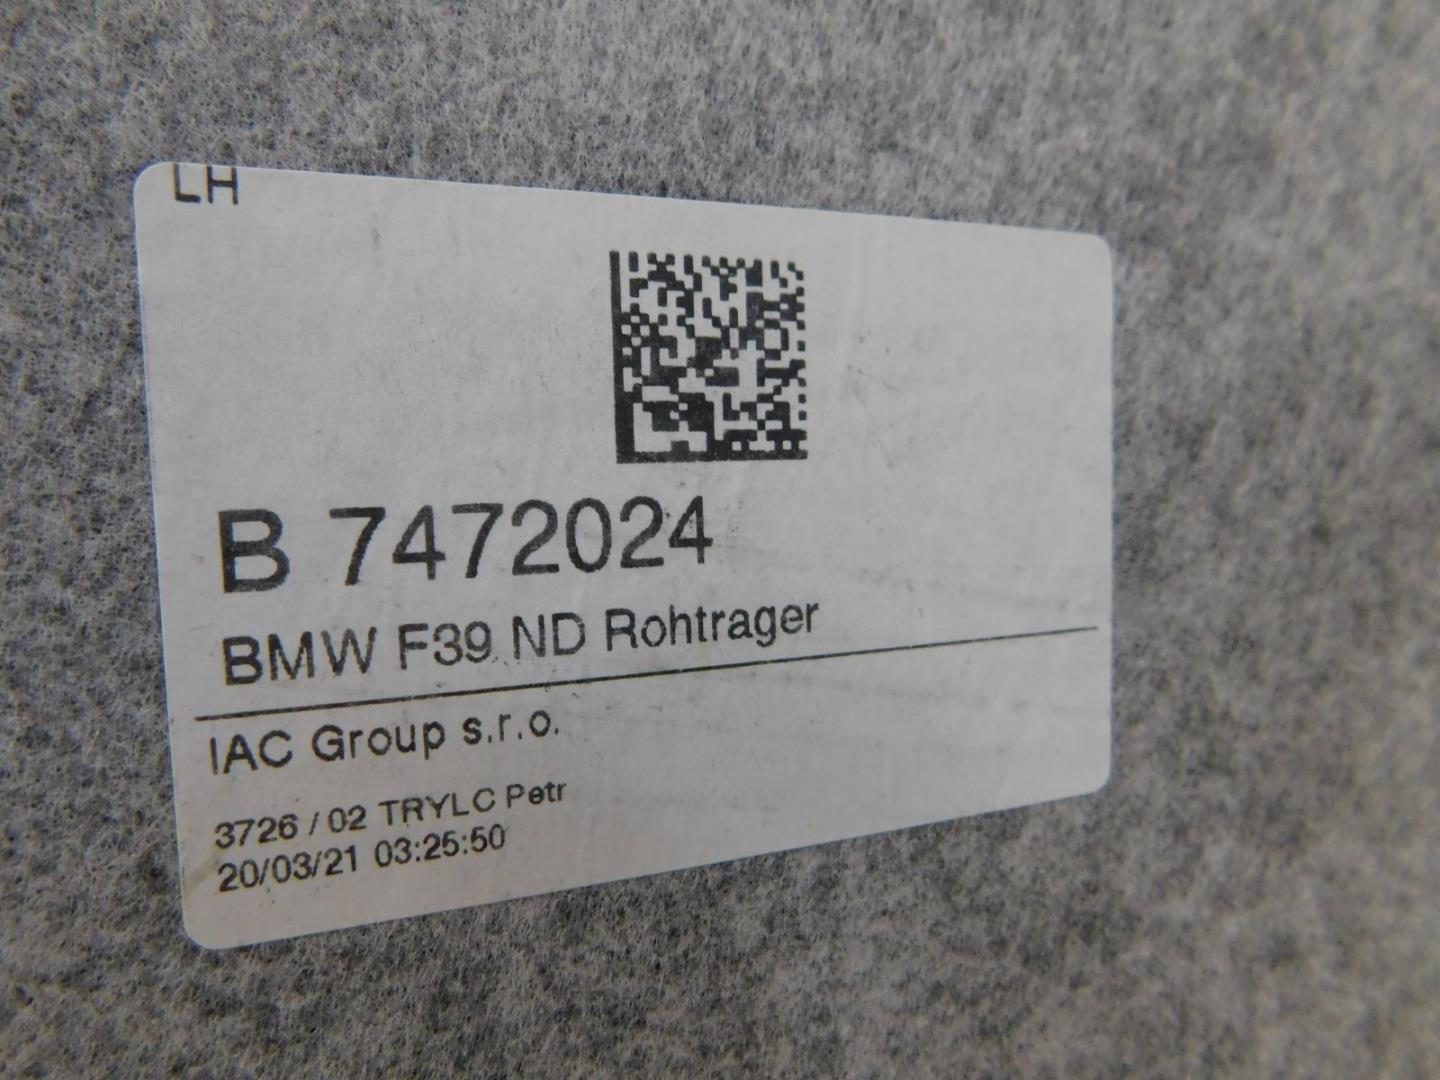 LH
B 7472024
BMW F39 ND Rohtrager
IAC Group s.r.o.
3726 / 02 TRYLC Petr
20/03/21 03:25:50